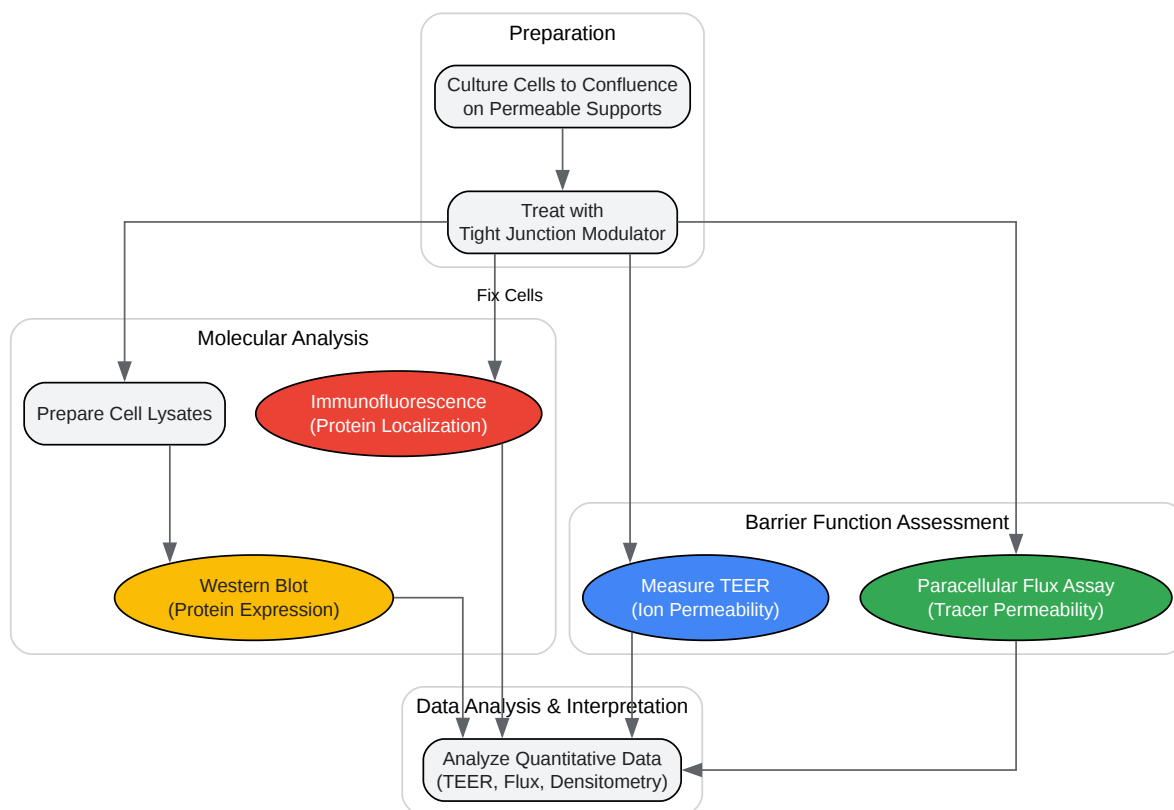 Preparation
Culture Cells to Confluence
on Permeable Supports
Treat with
Tight Junction Modulator
Fix Cells
Molecular Analysis
Prepare Cell Lysates
Immunofluorescence
(Protein Localization)
Western Blot
(Protein Expression)
Barrier Function Assessment
Measure TEER
(Ion Permeability)
Paracellular Flux Assay
(Tracer Permeability)
Data Analysis & Interpretation
Analyze Quantitative Data
(TEER, Flux, Densitometry)